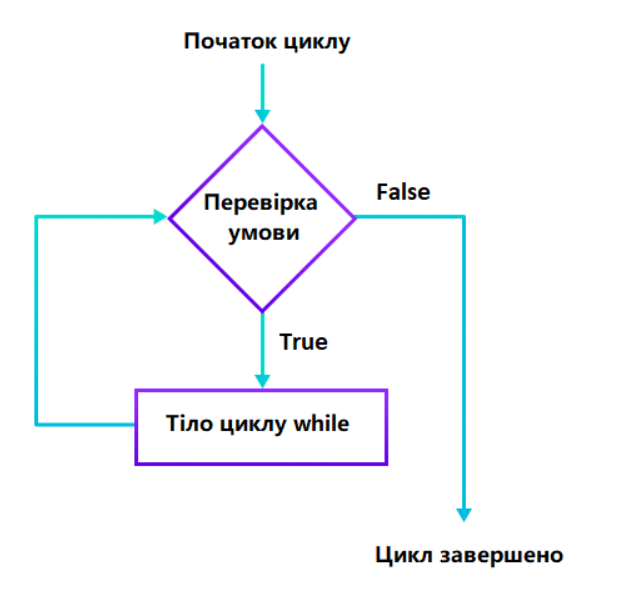 Початок циклу
Перевірка
умови
False
True
Тіло циклу while
Цикл завершено